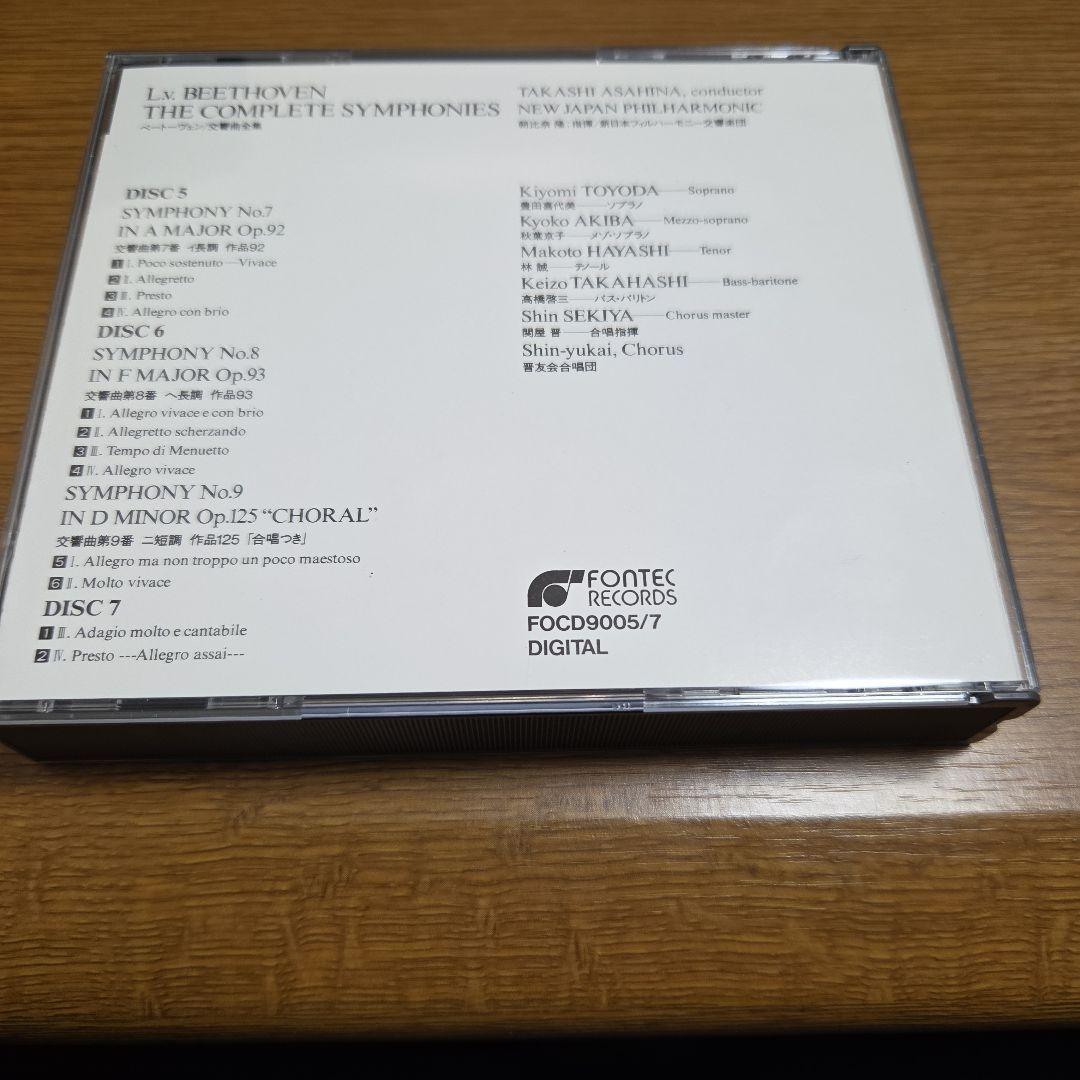 L.v. BEETHOVEN
THE COMPLETE SYMPHONIES
ベートーヴェン/交響曲全集
DISC 5
SYMPHONY No.7
IN A MAJOR Op.92
交響曲第7番 イ長調 作品92
1 I. Poco sostenuto—Vivace
2 II. Allegretto
3 III. Presto
4 IV. Allegro con brio
DISC 6
SYMPHONY No.8
IN F MAJOR Op.93
交響曲第8番 ヘ長調 作品93
1 I. Allegro vivace e con brio
2 II. Allegretto scherzando
3 III. Tempo di Menuetto
4 IV. Allegro vivace
SYMPHONY No.9
IN D MINOR Op.125 “CHORAL”
交響曲第9番 ニ短調 作品125「合唱つき」
5 I. Allegro ma non troppo un poco maestoso
6 II. Molto vivace
DISC 7
1 III. Adagio molto e cantabile
2 IV. Presto ---Allegro assai---
TAKASHI ASAHINA, conductor
NEW JAPAN PHILHARMONIC
朝比奈 隆:指揮/新日本フィルハーモニー交響楽団
Kiyomi TOYODA——Soprano
豊田喜代美——ソプラノ
Kyoko AKIBA——Mezzo-soprano
秋葉京子——メゾ・ソプラノ
Makoto HAYASHI——Tenor
林 誠——テノール
Keizo TAKAHASHI——Bass-baritone
高橋啓三——バス・バリトン
Shin SEKIYA——Chorus master
関屋 晋——合唱指揮
Shin-yukai, Chorus
晋友会合唱団
FONTEC
RECORDS
FOCD9005/7
DIGITAL